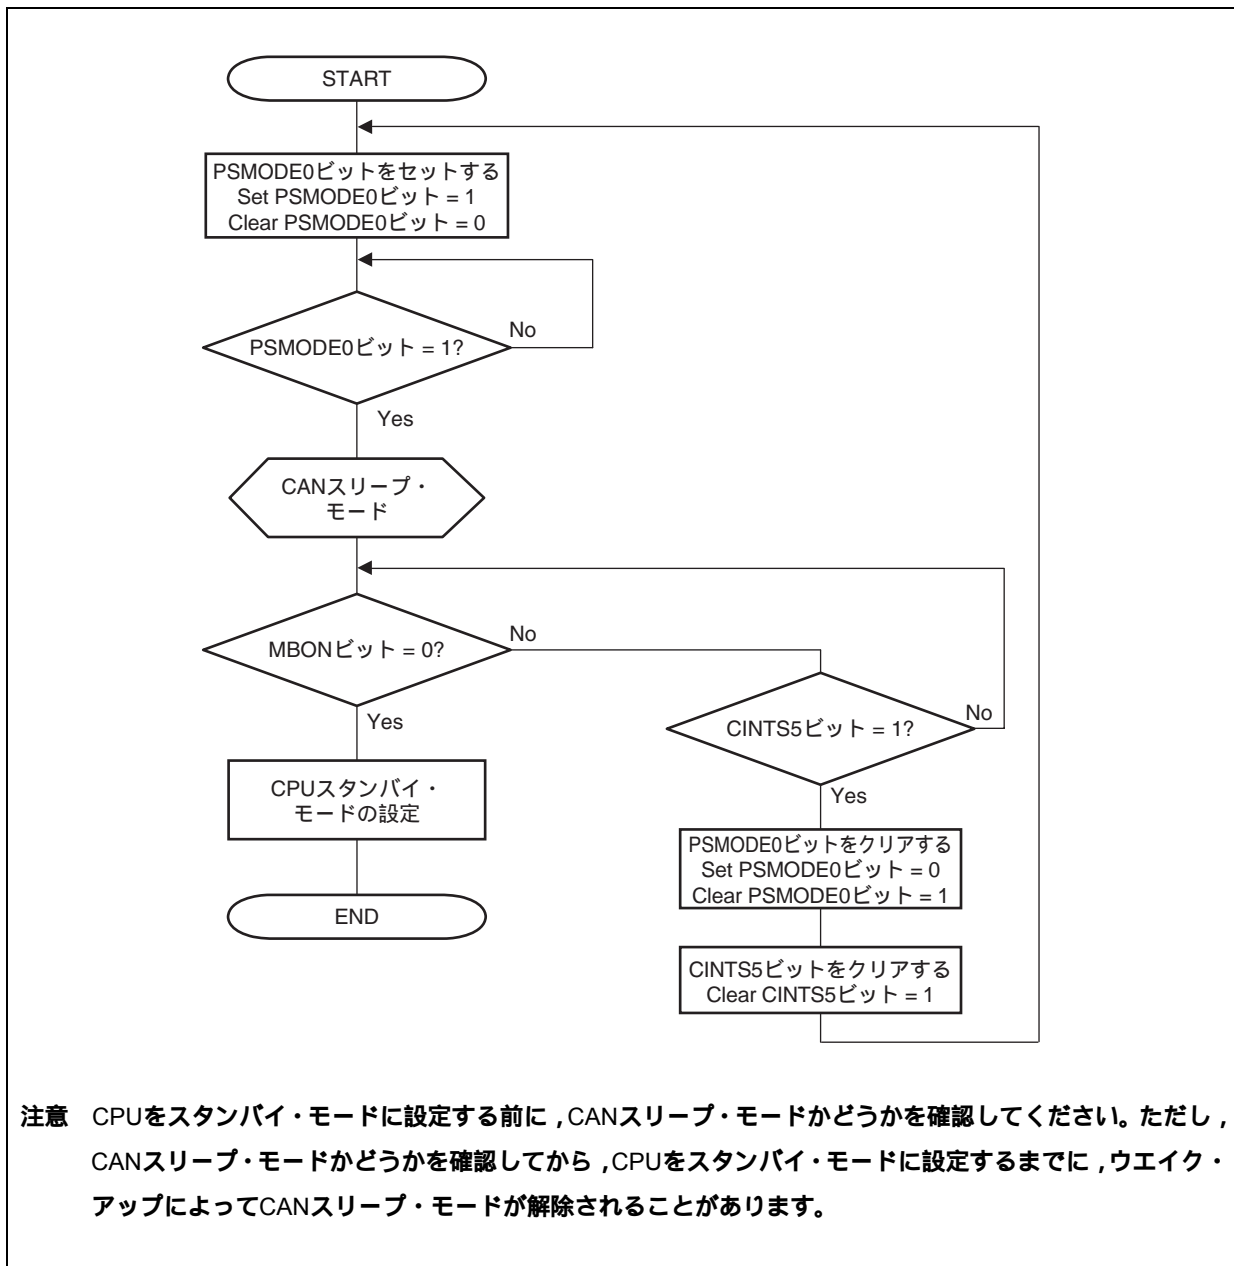 START
PSMODE0ビットをセットする
Set PSMODE0ビット = 1
Clear PSMODE0ビット = 0
PSMODE0ビット = 1?
No
Yes
CANスリープ・
モード
MBONビット = 0?
No
Yes
CINTS5ビット = 1?
No
Yes
CPUスタンバイ・
モードの設定
PSMODE0ビットをクリアする
Set PSMODE0ビット = 0
Clear PSMODE0ビット = 1
END
CINTS5ビットをクリアする
Clear CINTS5ビット = 1
注意 CPUをスタンバイ・モードに設定する前に，CANスリープ・モードかどうかを確認してください。ただし，
CANスリープ・モードかどうかを確認してから，CPUをスタンバイ・モードに設定するまでに，ウエイク・
アップによってCANスリープ・モードが解除されることがあります。